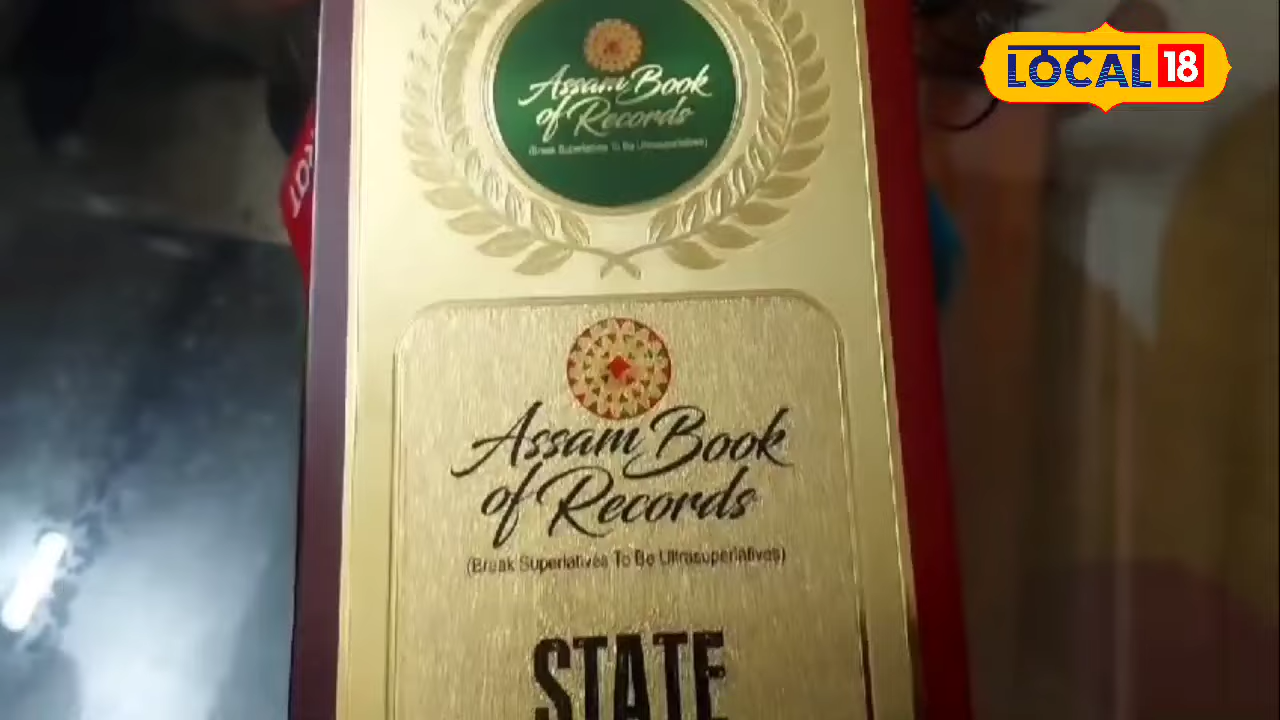 LOCAL 18
Assam Book
of Records
(Break Superlatives To Be Ultrasuperlatives)
Assam Book
of Records
(Break Superlatives To Be Ultrasuperlatives)
STATE